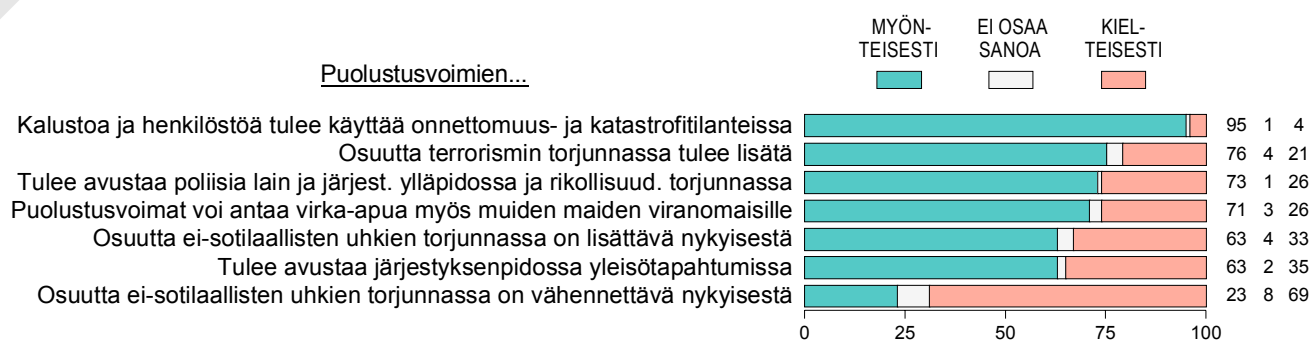 MYÖN- EI OSAA KIEL-
TEISESTI SANOA TEISESTI
Puolustusvoimien...
Kalustoa ja henkilöstöä tulee käyttää onnettomuus- ja katastrofitilanteissa 95 1 4
Osuutta terrorismin torjunnassa tulee lisätä 76 4 21
Tulee avustaa poliisia lain ja järjest. ylläpidossa ja rikollisuud. torjunnassa 73 1 26
Puolustusvoimat voi antaa virka-apua myös muiden maiden viranomaisille 71 3 26
Osuutta ei-sotilaallisten uhkien torjunnassa on lisättävä nykyisestä 63 4 33
Tulee avustaa järjestyksenpidossa yleisötapahtumissa 63 2 35
Osuutta ei-sotilaallisten uhkien torjunnassa on vähennettävä nykyisestä 23 8 69
0 25 50 75 100